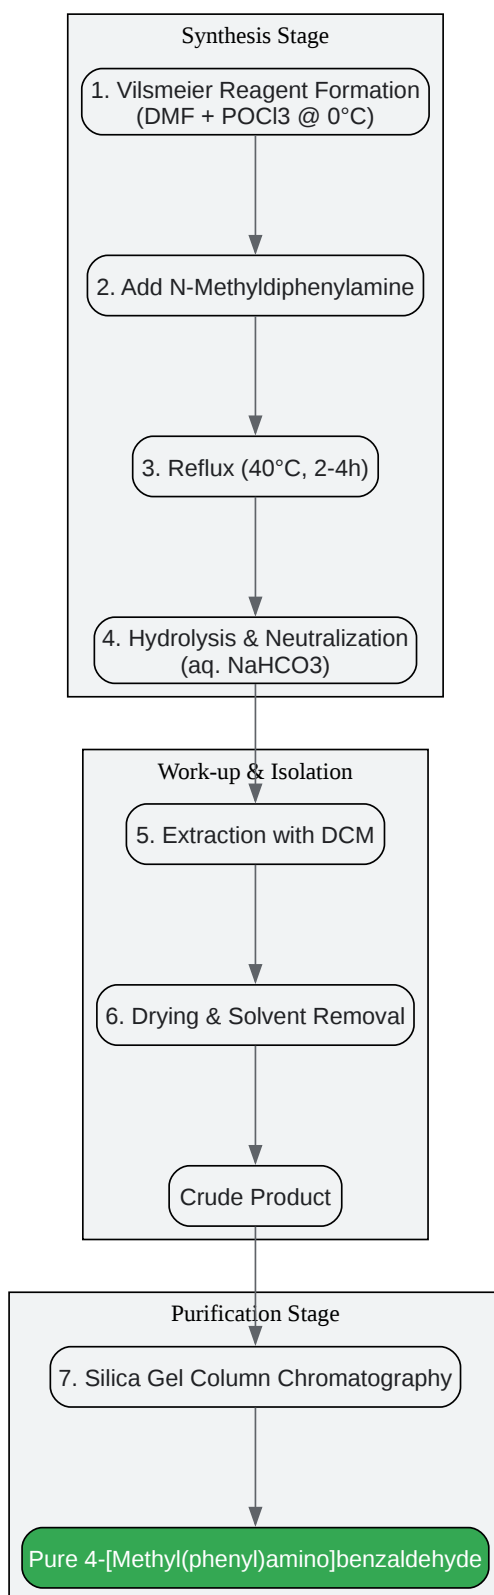 Synthesis Stage
1. Vilsmeier Reagent Formation
(DMF + POCl3 @ 0°C)
2. Add N-Methyldiphenylamine
3. Reflux (40°C, 2-4h)
4. Hydrolysis & Neutralization
(aq. NaHCO3)
Work-up & Isolation
5. Extraction with DCM
6. Drying & Solvent Removal
Crude Product
Purification Stage
7. Silica Gel Column Chromatography
Pure 4-[Methyl(phenyl)amino]benzaldehyde